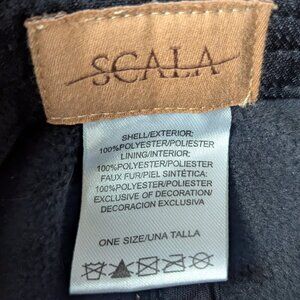 SCALA
SHELL/EXTERIOR:
100%POLYESTER/POLIESTER
LINING/INTERIOR:
100%POLYESTER/POLIESTER
FAUX FUR/PIEL SINTÉTICA:
100%POLYESTER/POLIESTER
EXCLUSIVE OF DECORATION/
DECORACION EXCLUSIVA
ONE SIZE/UNA TALLA